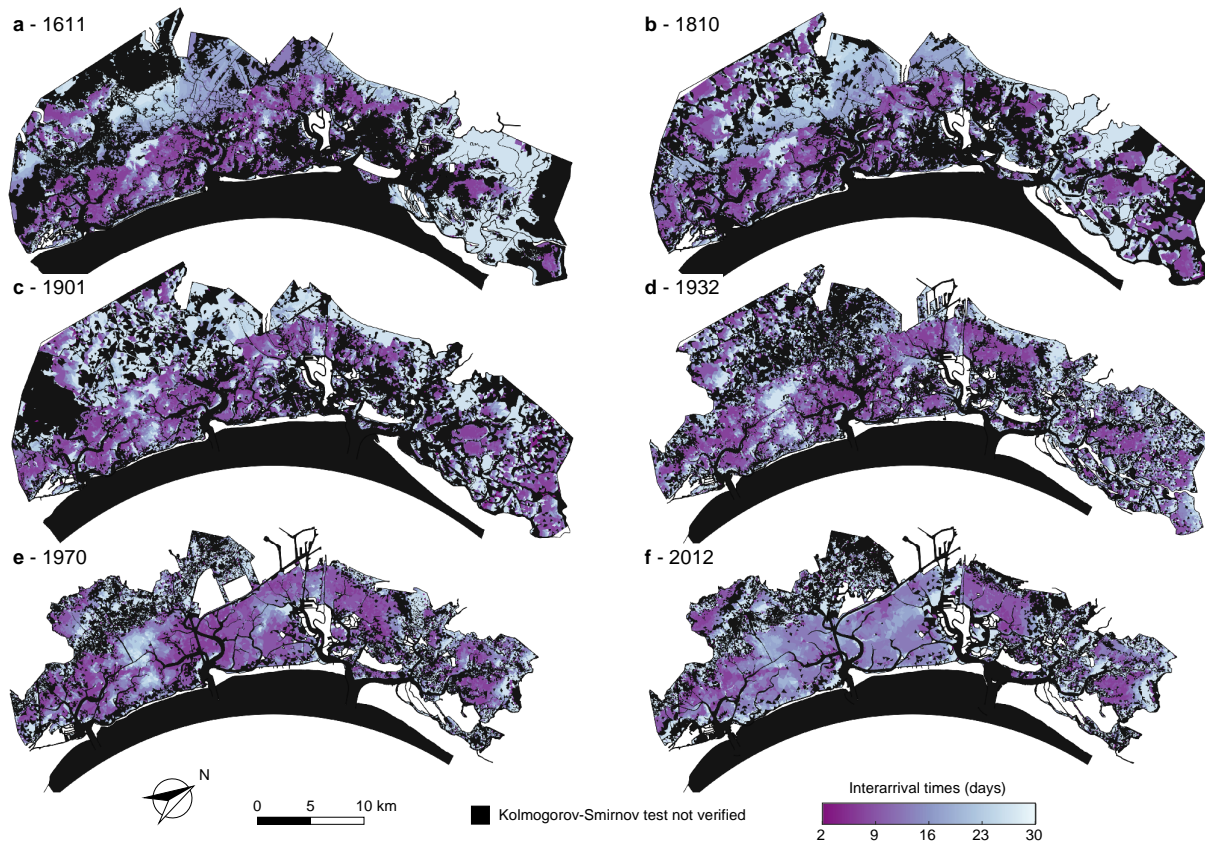 a - 1611
b - 1810
c - 1901
d - 1932
e - 1970
f - 2012
N
0 5 10 km
Kolmogorov-Smirnov test not verified
Interarrival times (days)
2 9 16 23 30